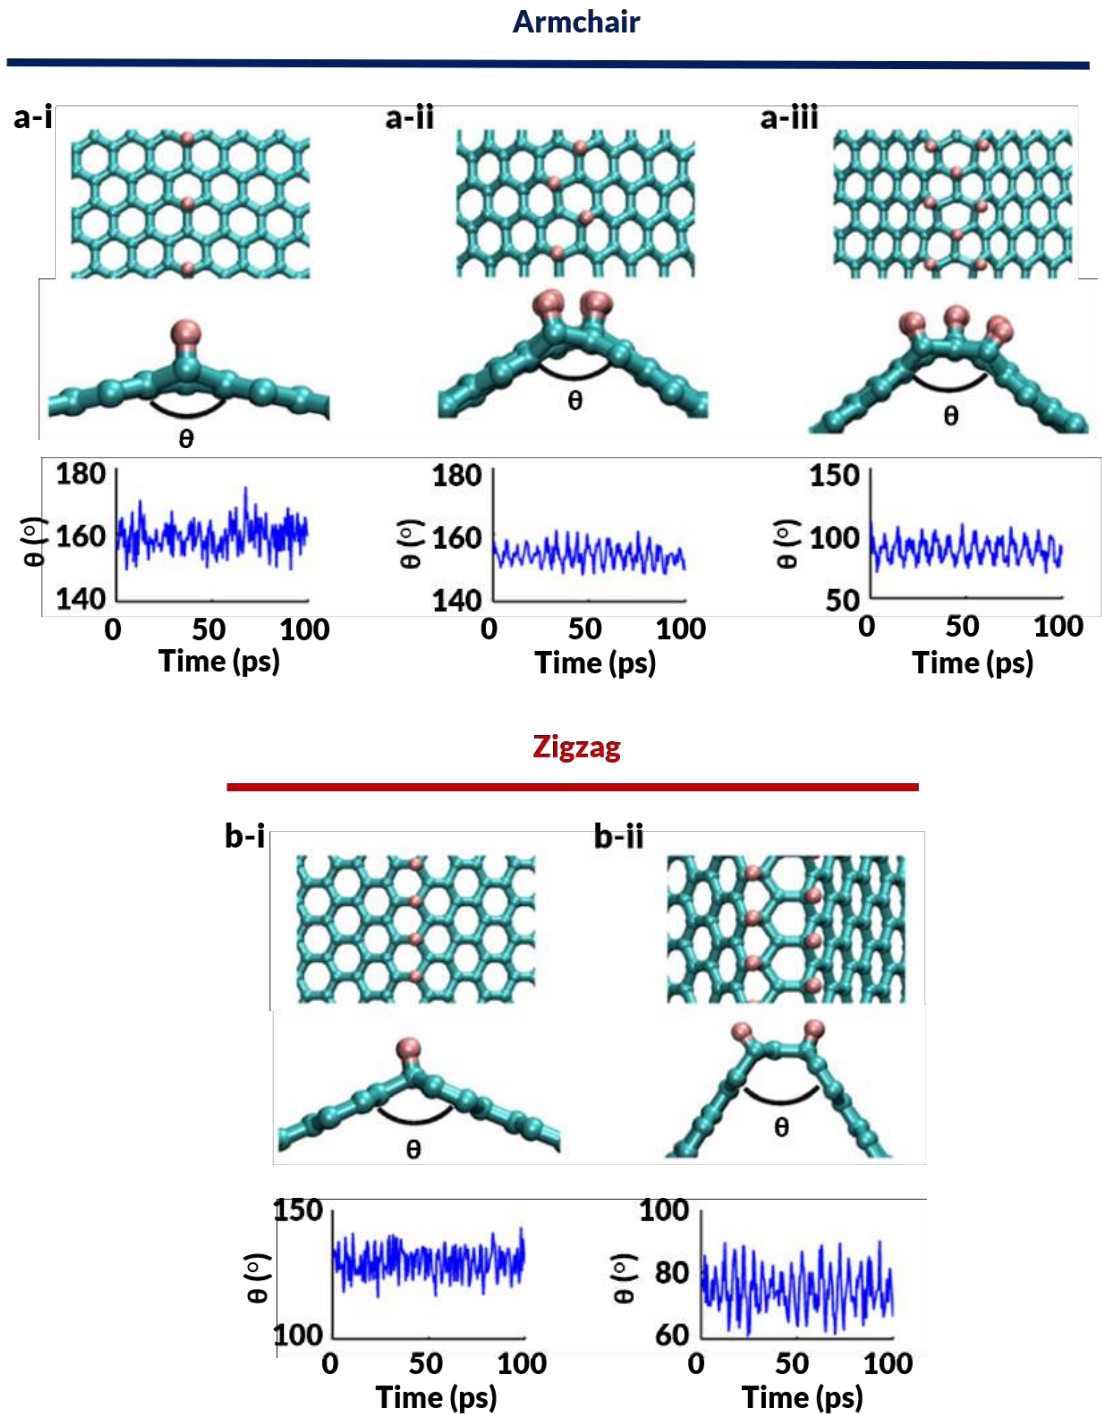 Armchair
a-i a-ii a-iii
θ θ θ
180 180 150
θ (°) 160 θ (°) 160 θ (°) 100
140 140 50
0 50 100 0 50 100 0 50 100
Time (ps) Time (ps) Time (ps)
Zigzag
b-i b-ii
θ θ
150 100
θ (°) θ (°) 80
100 60
0 50 100 0 50 100
Time (ps) Time (ps)